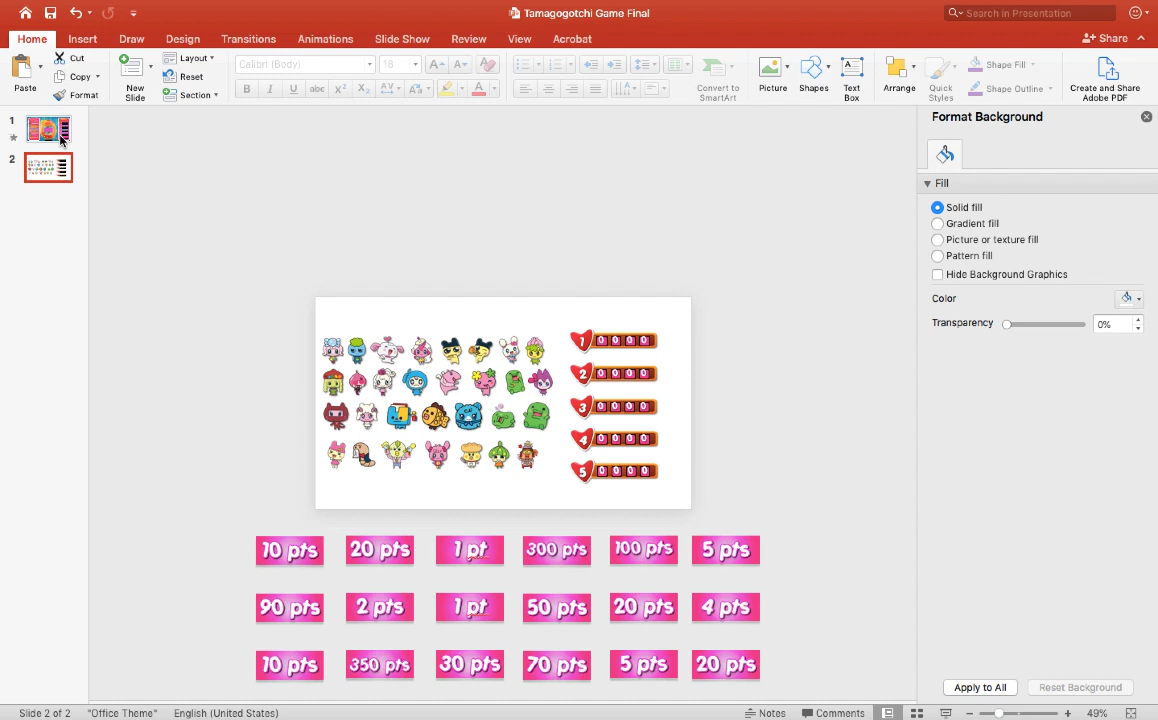 Tamagogotchi Game Final
Search in Presentation
Home Insert Draw Design Transitions Animations Slide Show Review View Acrobat
Share
Paste
Cut
Copy
Format
New Slide
Layout
Reset
Section
Calibri (Body) 18
B I U abc X² X₂ AV Aa A
Convert to SmartArt
Picture
Shapes
Text Box
Arrange
Quick Styles
Shape Fill
Shape Outline
Create and Share Adobe PDF
1
2
Format Background
Fill
Solid fill
Gradient fill
Picture or texture fill
Pattern fill
Hide Background Graphics
Color
Transparency 0%
1 0 0 0 0
2 0 0 0 0
3 0 0 0 0
4 0 0 0 0
5 0 0 0 0
10 pts 20 pts 1 pt 300 pts 100 pts 5 pts
90 pts 2 pts 1 pt 50 pts 20 pts 4 pts
10 pts 350 pts 30 pts 70 pts 5 pts 20 pts
Apply to All Reset Background
Slide 2 of 2 "Office Theme" English (United States) Notes Comments 49%